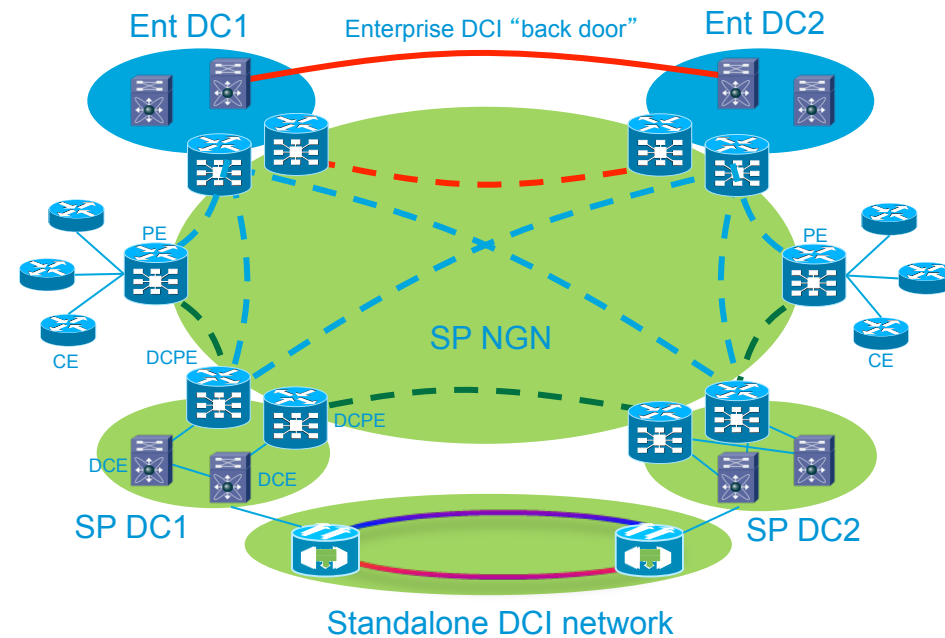 Ent DC1
Enterprise DCI “back door”
Ent DC2
PE
PE
SP NGN
CE
DCPE
CE
DCPE
DCE
DCE
SP DC1
SP DC2
Standalone DCI network